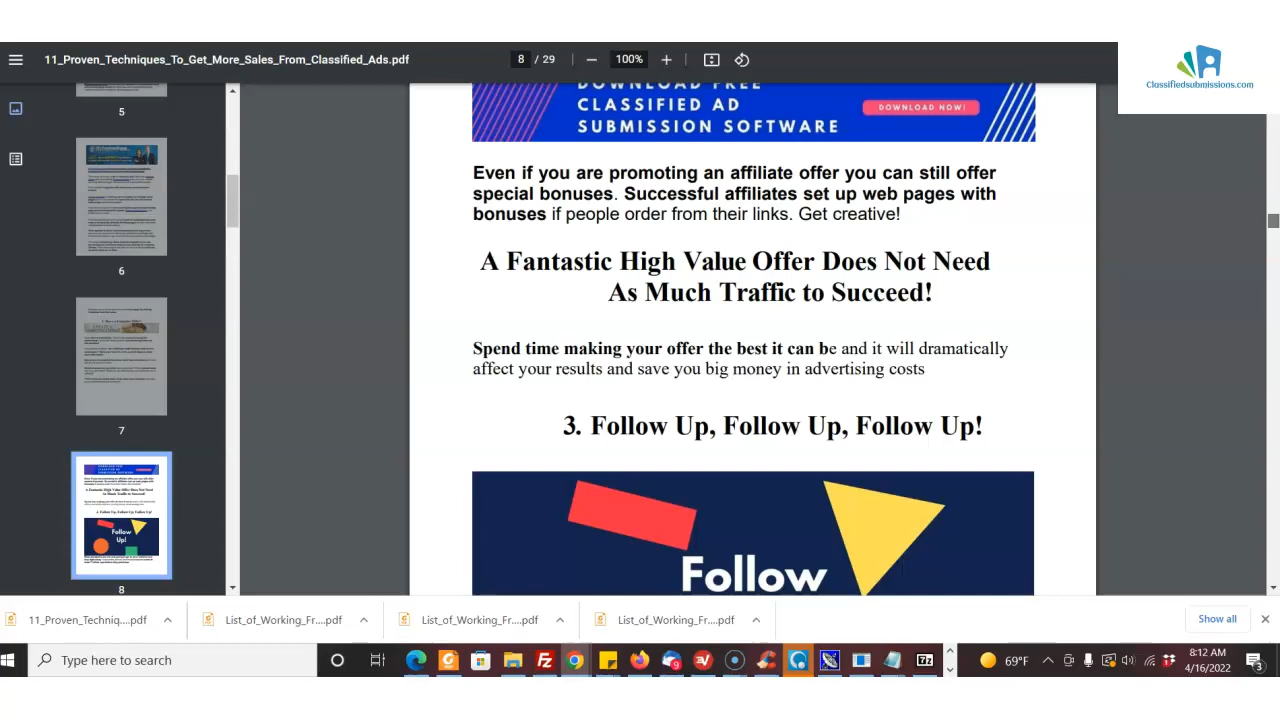 11_Proven_Techniques_To_Get_More_Sales_From_Classified_Ads.pdf
8 / 29
100%
Classifiedsubmissions.com
5
6
7
Follow
Up!
8
DOWNLOAD FREE
CLASSIFIED AD
SUBMISSION SOFTWARE
DOWNLOAD NOW!
Even if you are promoting an affiliate offer you can still offer
special bonuses. Successful affiliates set up web pages with
bonuses if people order from their links. Get creative!
A Fantastic High Value Offer Does Not Need
As Much Traffic to Succeed!
Spend time making your offer the best it can be and it will dramatically
affect your results and save you big money in advertising costs
3. Follow Up, Follow Up, Follow Up!
Follow
11_Proven_Techniq....pdf
List_of_Working_Fr....pdf
List_of_Working_Fr....pdf
List_of_Working_Fr....pdf
Show all
Type here to search
69°F
8:12 AM
4/16/2022
3